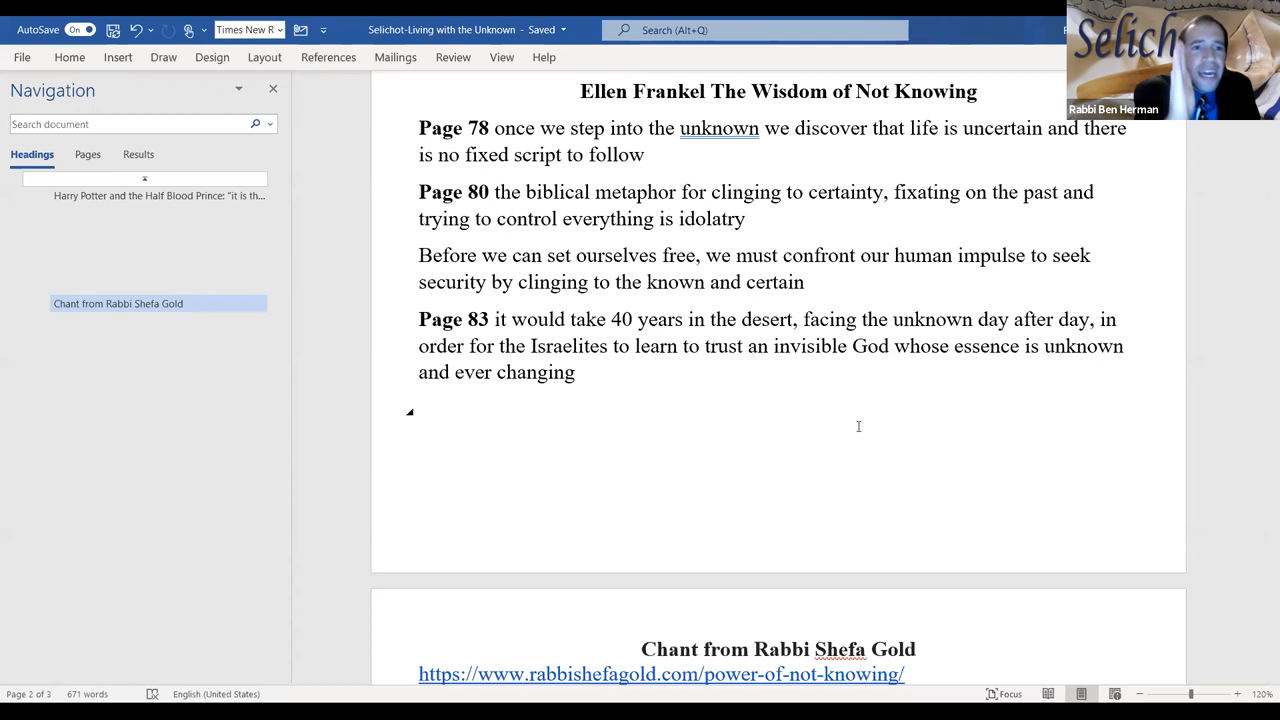 AutoSave On Times New R Selichot-Living with the Unknown - Saved Search (Alt+Q)
File Home Insert Draw Design Layout References Mailings Review View Help
Selich
Rabbi Ben Herman
Navigation
Search document
Headings Pages Results
Harry Potter and the Half Blood Prince: "it is th...
Chant from Rabbi Shefa Gold
Ellen Frankel The Wisdom of Not Knowing
Page 78 once we step into the unknown we discover that life is uncertain and there
is no fixed script to follow
Page 80 the biblical metaphor for clinging to certainty, fixating on the past and
trying to control everything is idolatry
Before we can set ourselves free, we must confront our human impulse to seek
security by clinging to the known and certain
Page 83 it would take 40 years in the desert, facing the unknown day after day, in
order for the Israelites to learn to trust an invisible God whose essence is unknown
and ever changing
Chant from Rabbi Shefa Gold
https://www.rabbishefagold.com/power-of-not-knowing/
Page 2 of 3 671 words English (United States) Focus 120%